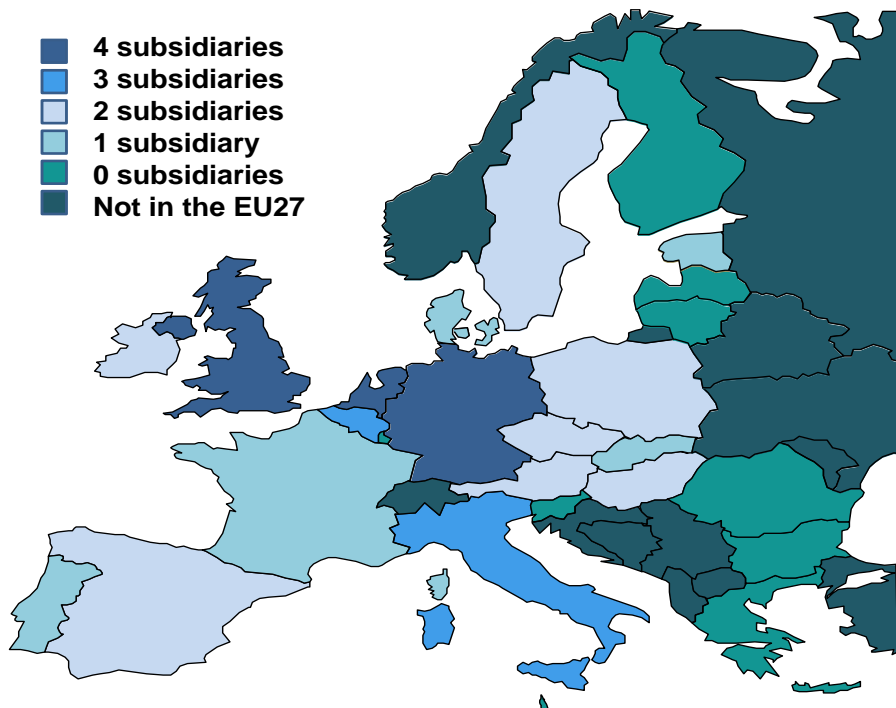 4 subsidiaries
3 subsidiaries
2 subsidiaries
1 subsidiary
0 subsidiaries
Not in the EU27